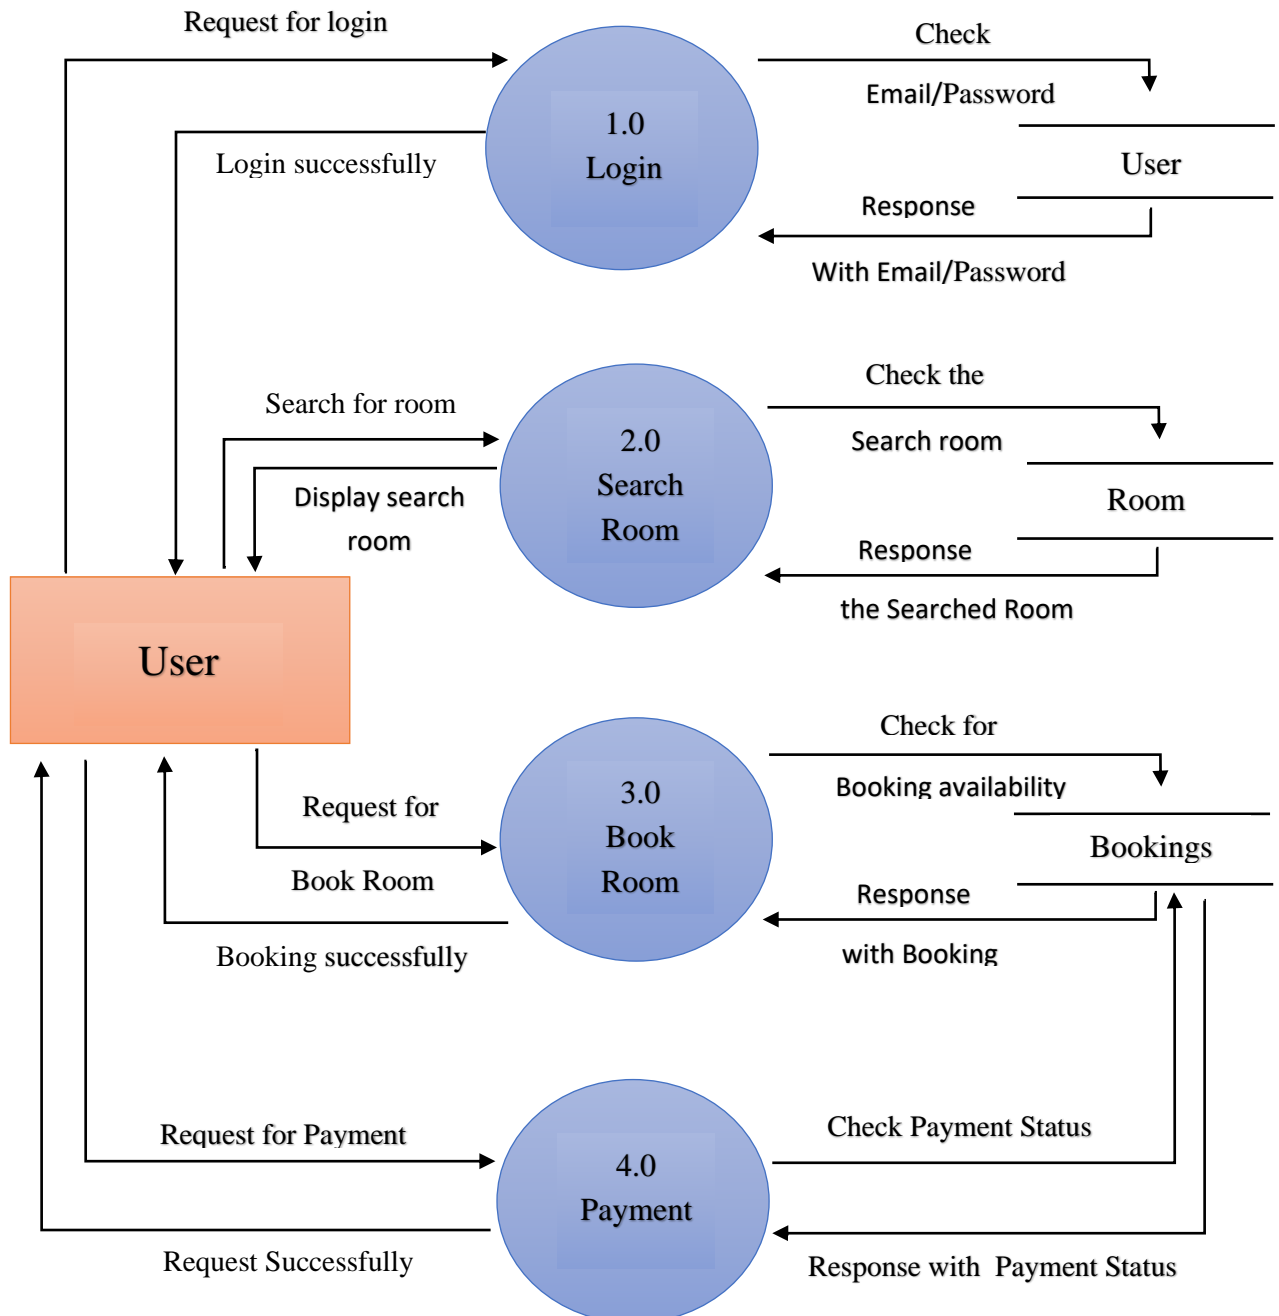 Request for login
Check
Email/Password
1.0
Login
Login successfully
User
Response
With Email/Password
Check the
Search for room
Search room
2.0
Search
Room
Display search
room
Room
Response
the Searched Room
User
Check for
Booking availability
3.0
Book
Room
Request for
Book Room
Bookings
Response
with Booking
Booking successfully
Request for Payment
Check Payment Status
4.0
Payment
Request Successfully
Response with Payment Status